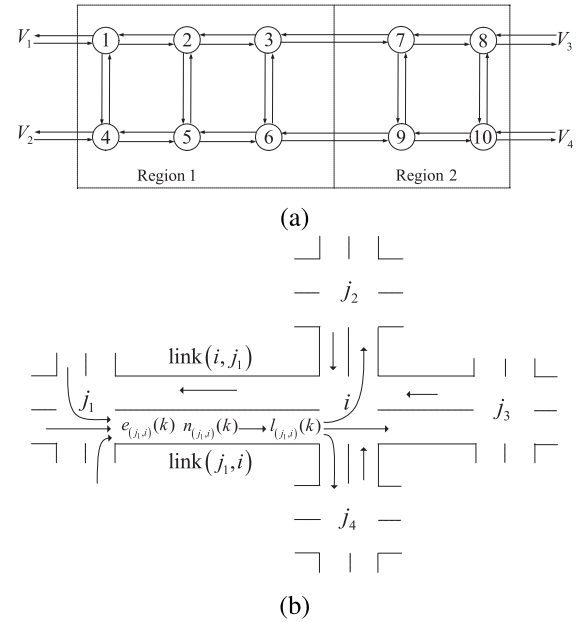 V₁ 1 2 3 7 8 V₃
V₂ 4 5 6 9 10 V₄
Region 1 Region 2
(a)
j₂
link(i, j₁)
j₁ i j₃
e₍ⱼ₁,ᵢ₎(k) n₍ⱼ₁,ᵢ₎(k) l₍ⱼ₁,ᵢ₎(k)
link(j₁, i)
j₄
(b)